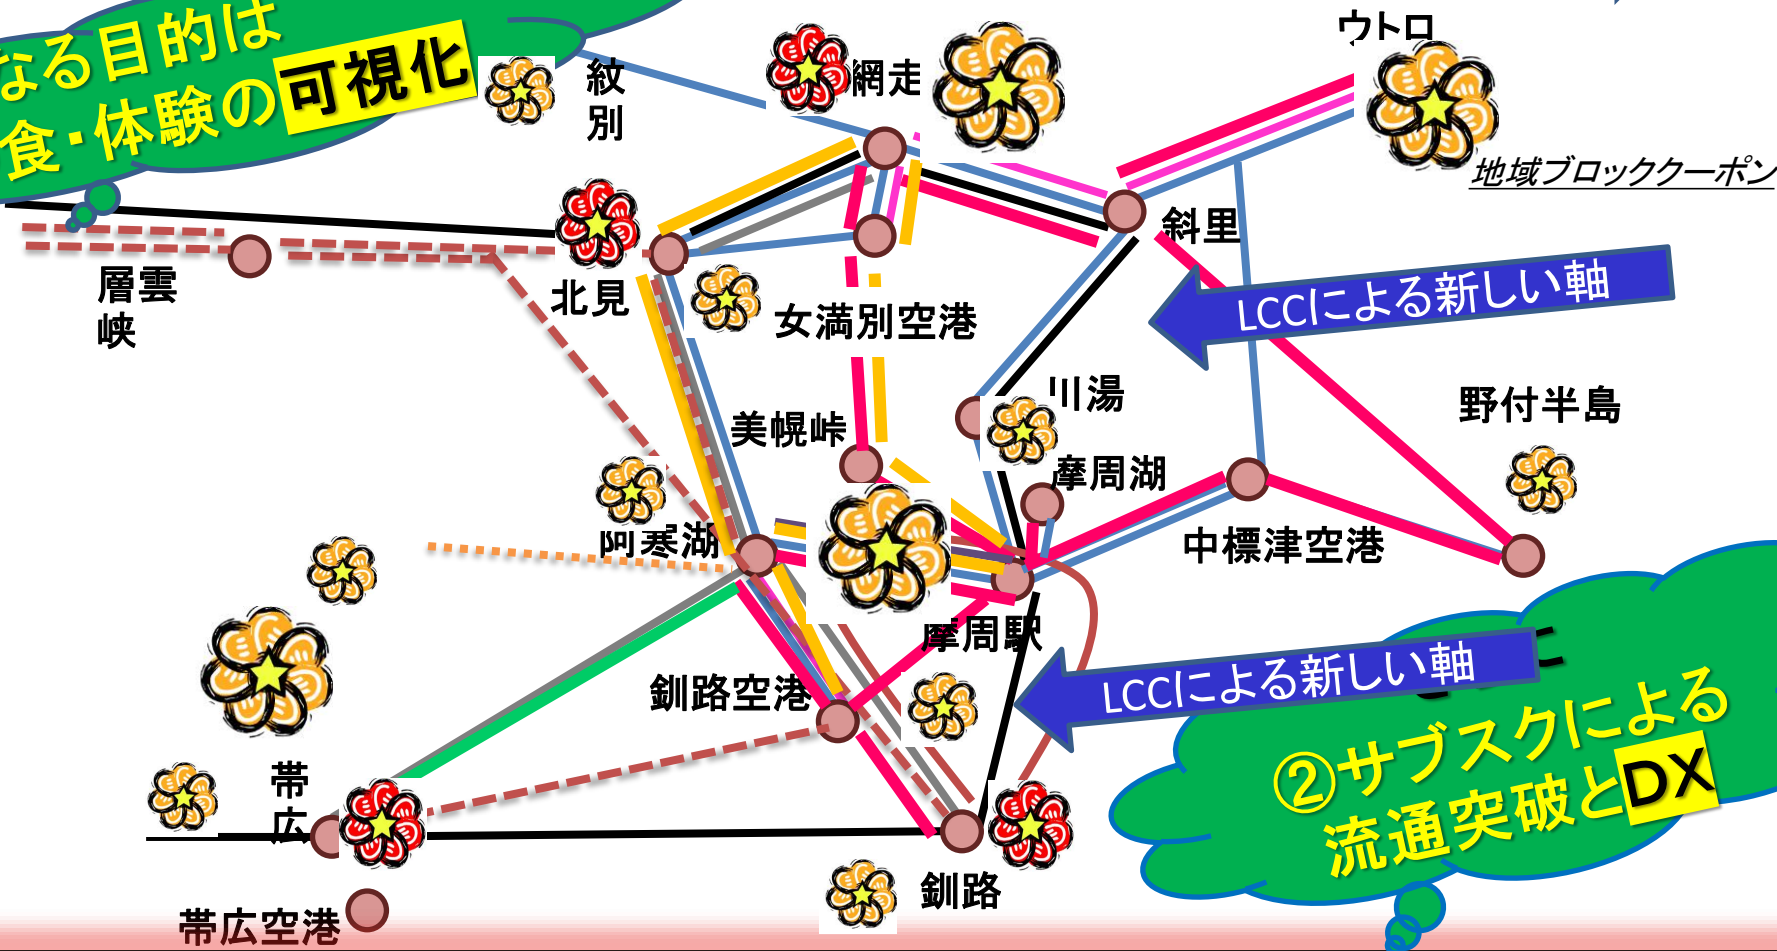 なる目的は
食・体験の可視化
紋
別
網走
ウトロ
地域ブロッククーポン
斜里
層雲
峡
北見
女満別空港
LCCによる新しい軸
川湯
野付半島
美幌峠
摩周湖
阿寒湖
中標津空港
摩周駅
釧路空港
LCCによる新しい軸
②サブスクによる
流通突破とDX
帯
広
釧路
帯広空港